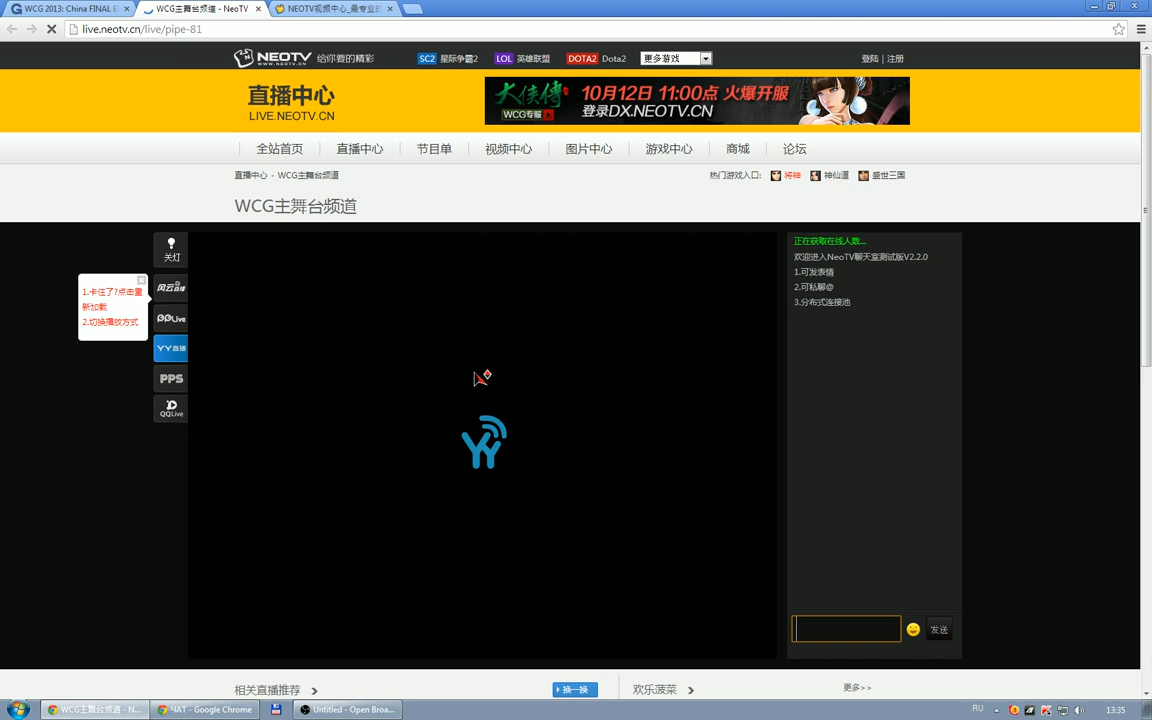 WCG 2013: China FINAL E
WCG主舞台频道 - NeoTV
NEOTV视频中心_最专业的
live.neotv.cn/live/pipe-81
NEOTV
WWW.NEOTV.CN
给你要的精彩
SC2 星际争霸2
LOL 英雄联盟
DOTA2 Dota2
更多游戏
登陆 | 注册
直播中心
LIVE.NEOTV.CN
大侠传
WCG专服
10月12日 11:00点 火爆开服
登录DX.NEOTV.CN
全站首页
直播中心
节目单
视频中心
图片中心
游戏中心
商城
论坛
直播中心 - WCG主舞台频道
热门游戏入口:
将神
神仙道
盛世三国
WCG主舞台频道
关灯
1.卡住了?点击重
新加载
2.切换播放方式
风云直播
PPLive
YY直播
PPS
QQLive
YY
正在获取在线人数...
欢迎进入NeoTV聊天室测试版V2.2.0
1.可发表情
2.可私聊@
3.分布式连接池
发送
相关直播推荐
换一换
欢乐菠菜
更多>>
WCG主舞台频道 - N...
ЧАТ - Google Chrome
Untitled - Open Broa...
RU
13:35